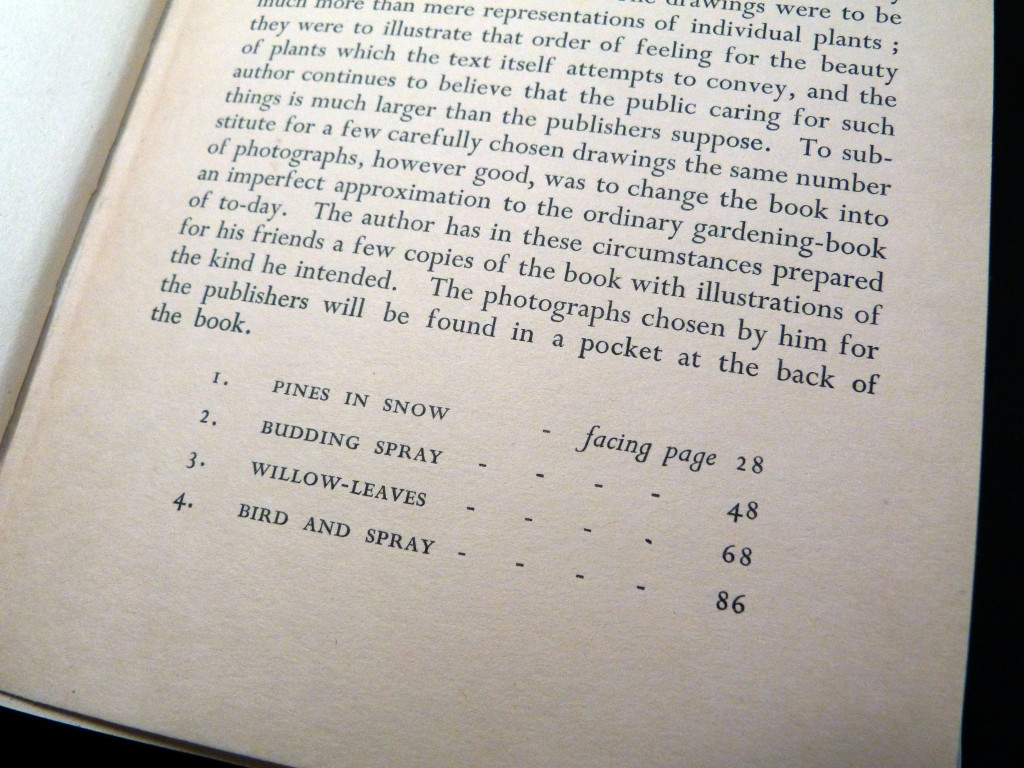 drawings were to be
much more than mere representations of individual plants ;
they were to illustrate that order of feeling for the beauty
of plants which the text itself attempts to convey, and the
author continues to believe that the public caring for such
things is much larger than the publishers suppose. To sub-
stitute for a few carefully chosen drawings the same number
of photographs, however good, was to change the book into
an imperfect approximation to the ordinary gardening-book
of to-day. The author has in these circumstances prepared
for his friends a few copies of the book with illustrations of
the kind he intended. The photographs chosen by him for
the publishers will be found in a pocket at the back of
the book.
1. PINES IN SNOW - facing page 28
2. BUDDING SPRAY - - - - 48
3. WILLOW-LEAVES - - - - 68
4. BIRD AND SPRAY - - - - 86